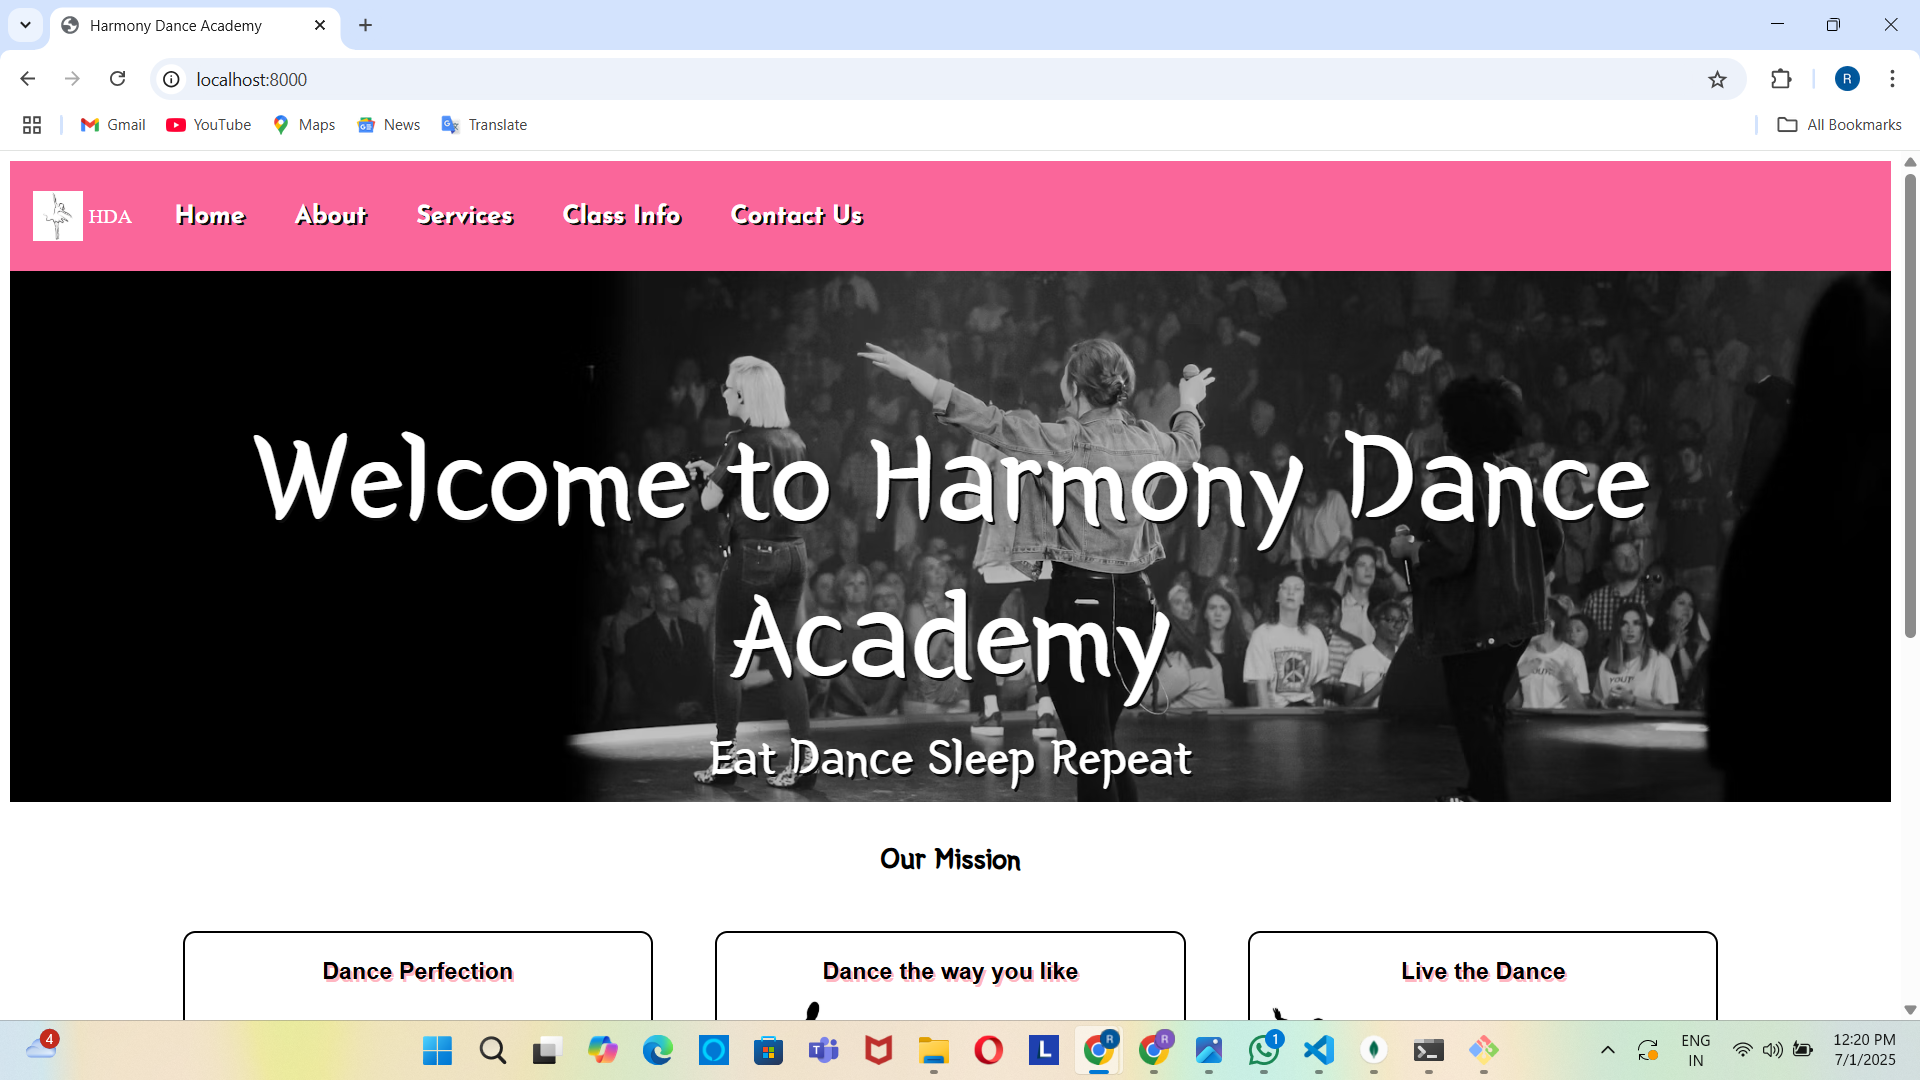 Harmony Dance Academy
localhost:8000
R
Gmail YouTube Maps News Translate All Bookmarks
HDA Home About Services Class Info Contact Us
Welcome to Harmony Dance
Academy
Eat Dance Sleep Repeat
Our Mission
Dance Perfection Dance the way you like Live the Dance
4 L R R 1 ENG 12:20 PM
IN 7/1/2025